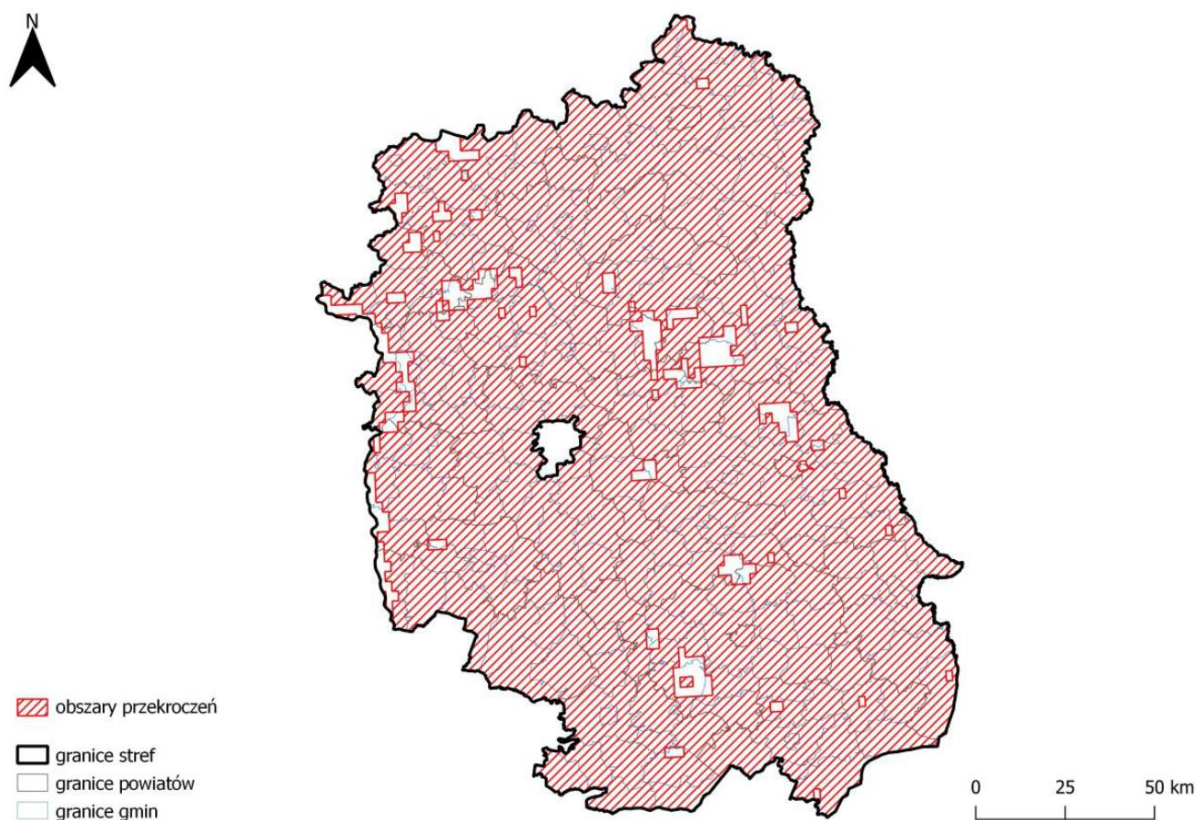 N
obszary przekroczeń
granice stref
granice powiatów
granice gmin
0 25 50 km